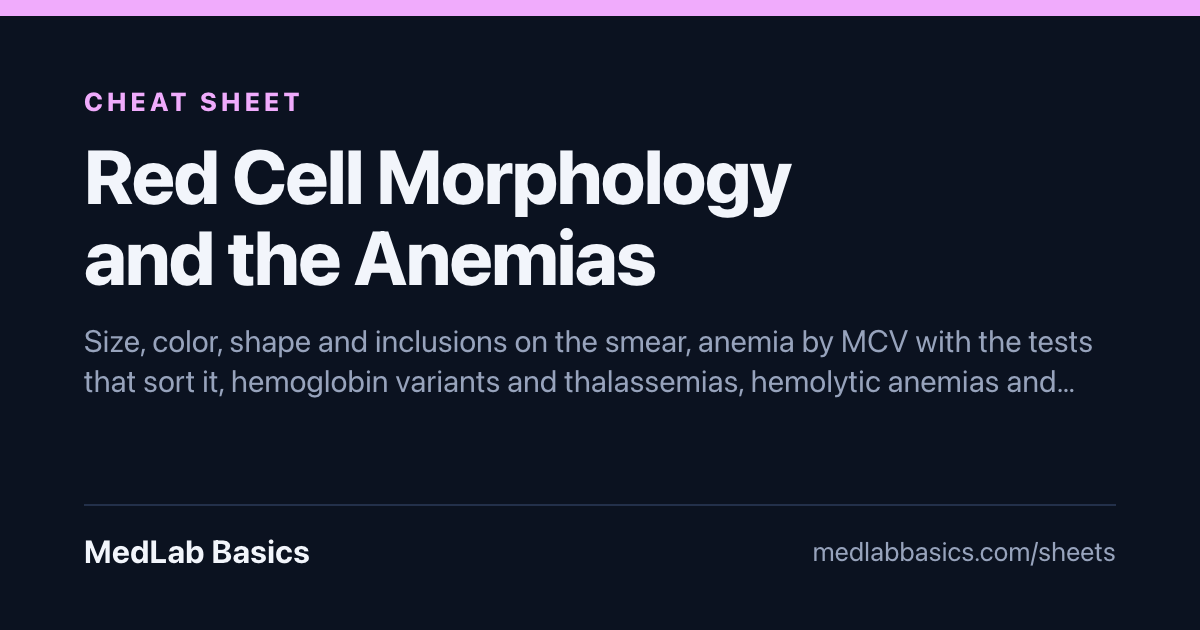 CHEAT SHEET
Red Cell Morphology
and the Anemias
Size, color, shape and inclusions on the smear, anemia by MCV with the tests
that sort it, hemoglobin variants and thalassemias, hemolytic anemias and…
MedLab Basics
medlabbasics.com/sheets